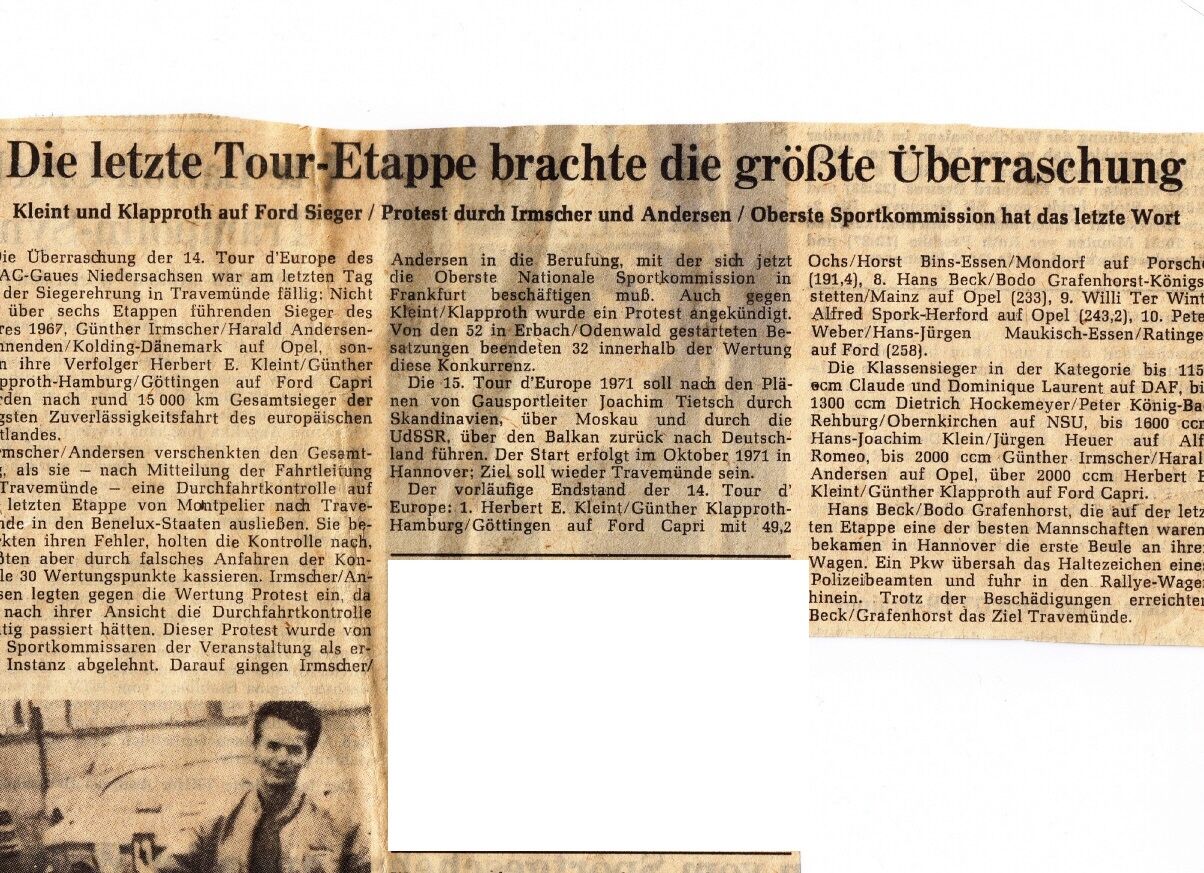 Die letzte Tour-Etappe brachte die größte Überraschung
Kleint und Klapproth auf Ford Sieger / Protest durch Irmscher und Andersen / Oberste Sportkommission hat das letzte Wort
ie Überraschung der 14. Tour d'Europe des
AC-Gaues Niedersachsen war am letzten Tag
der Siegerehrung in Travemünde fällig: Nicht
über sechs Etappen führenden Sieger des
res 1967, Günther Irmscher/Harald Andersen-
nnenden/Kolding-Dänemark auf Opel, son-
n ihre Verfolger Herbert E. Kleint/Günther
pproth-Hamburg/Göttingen auf Ford Capri
rden nach rund 15 000 km Gesamtsieger der
gsten Zuverlässigkeitsfahrt des europäischen
tlandes.
rmscher/Andersen verschenkten den Gesamt-
g, als sie — nach Mitteilung der Fahrtleitung
Travemünde — eine Durchfahrtkontrolle auf
letzten Etappe von Montpelier nach Trave-
nde in den Benelux-Staaten ausließen. Sie be-
rkten ihren Fehler, holten die Kontrolle nach,
ßten aber durch falsches Anfahren der Kon-
le 30 Wertungspunkte kassieren. Irmscher/An-
sen legten gegen die Wertung Protest ein, da
nach ihrer Ansicht die Durchfahrtkontrolle
tig passiert hätten. Dieser Protest wurde von
Sportkommissaren der Veranstaltung als er-
Instanz abgelehnt. Darauf gingen Irmscher/
Andersen in die Berufung, mit der sich jetzt
die Oberste Nationale Sportkommission in
Frankfurt beschäftigen muß. Auch gegen
Kleint/Klapproth wurde ein Protest angekündigt.
Von den 52 in Erbach/Odenwald gestarteten Be-
satzungen beendeten 32 innerhalb der Wertung
diese Konkurrenz.
Die 15. Tour d'Europe 1971 soll nach den Plä-
nen von Gausportleiter Joachim Tietsch durch
Skandinavien, über Moskau und durch die
UdSSR, über den Balkan zurück nach Deutsch-
land führen. Der Start erfolgt im Oktober 1971 in
Hannover; Ziel soll wieder Travemünde sein.
Der vorläufige Endstand der 14. Tour d'
Europe: 1. Herbert E. Kleint/Günther Klapproth-
Hamburg/Göttingen auf Ford Capri mit 49,2
Ochs/Horst Bins-Essen/Mondorf auf Porsche
(191,4), 8. Hans Beck/Bodo Grafenhorst-Königs-
stetten/Mainz auf Opel (233), 9. Willi Ter Win
Alfred Spork-Herford auf Opel (243,2), 10. Pete
Weber/Hans-Jürgen Maukisch-Essen/Ratinge
auf Ford (258).
Die Klassensieger in der Kategorie bis 115
ccm Claude und Dominique Laurent auf DAF, bi
1300 ccm Dietrich Hockemeyer/Peter König-Ba
Rehburg/Obernkirchen auf NSU, bis 1600 ccm
Hans-Joachim Klein/Jürgen Heuer auf Alf
Romeo, bis 2000 ccm Günther Irmscher/Haral
Andersen auf Opel, über 2000 ccm Herbert E
Kleint/Günther Klapproth auf Ford Capri.
Hans Beck/Bodo Grafenhorst, die auf der letz
ten Etappe eine der besten Mannschaften waren
bekamen in Hannover die erste Beule an ihre
Wagen. Ein Pkw übersah das Haltezeichen eine
Polizeibeamten und fuhr in den Rallye-Wage
hinein. Trotz der Beschädigungen erreichte
Beck/Grafenhorst das Ziel Travemünde.